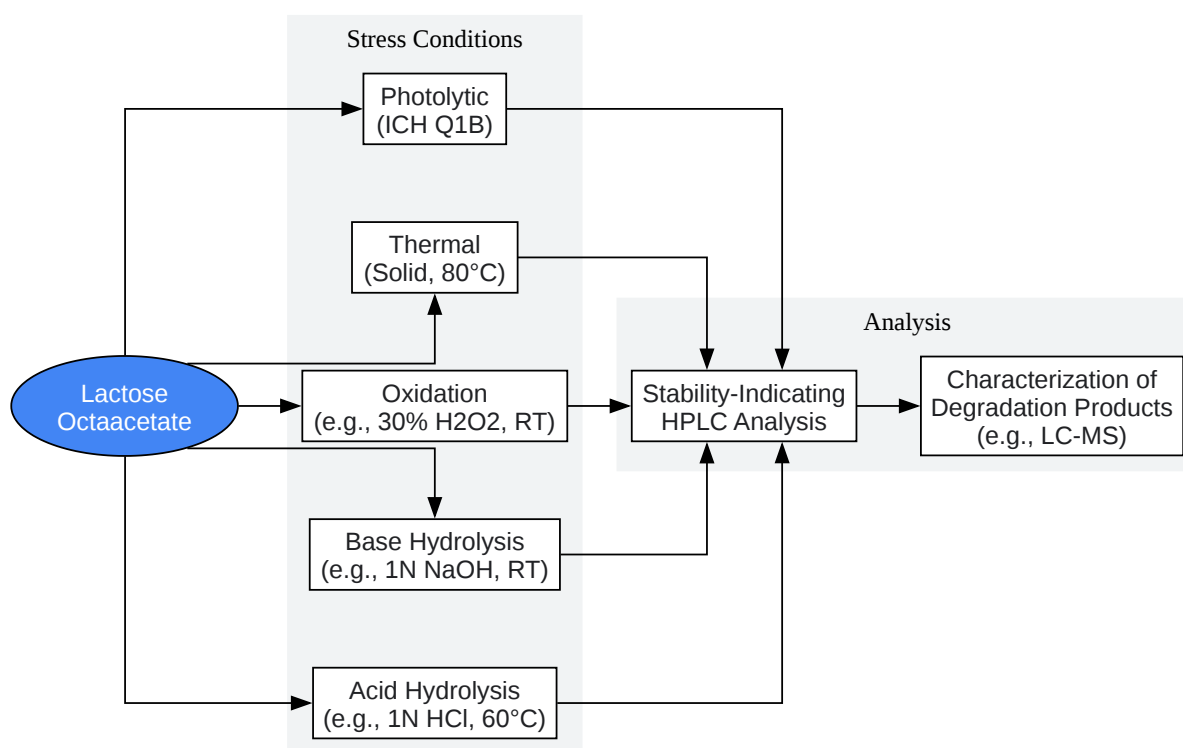 Stress Conditions
Photolytic
(ICH Q1B)
Thermal
(Solid, 80°C)
Analysis
Lactose
Octaacetate
Oxidation
(e.g., 30% H2O2, RT)
Stability-Indicating
HPLC Analysis
Characterization of
Degradation Products
(e.g., LC-MS)
Base Hydrolysis
(e.g., 1N NaOH, RT)
Acid Hydrolysis
(e.g., 1N HCl, 60°C)